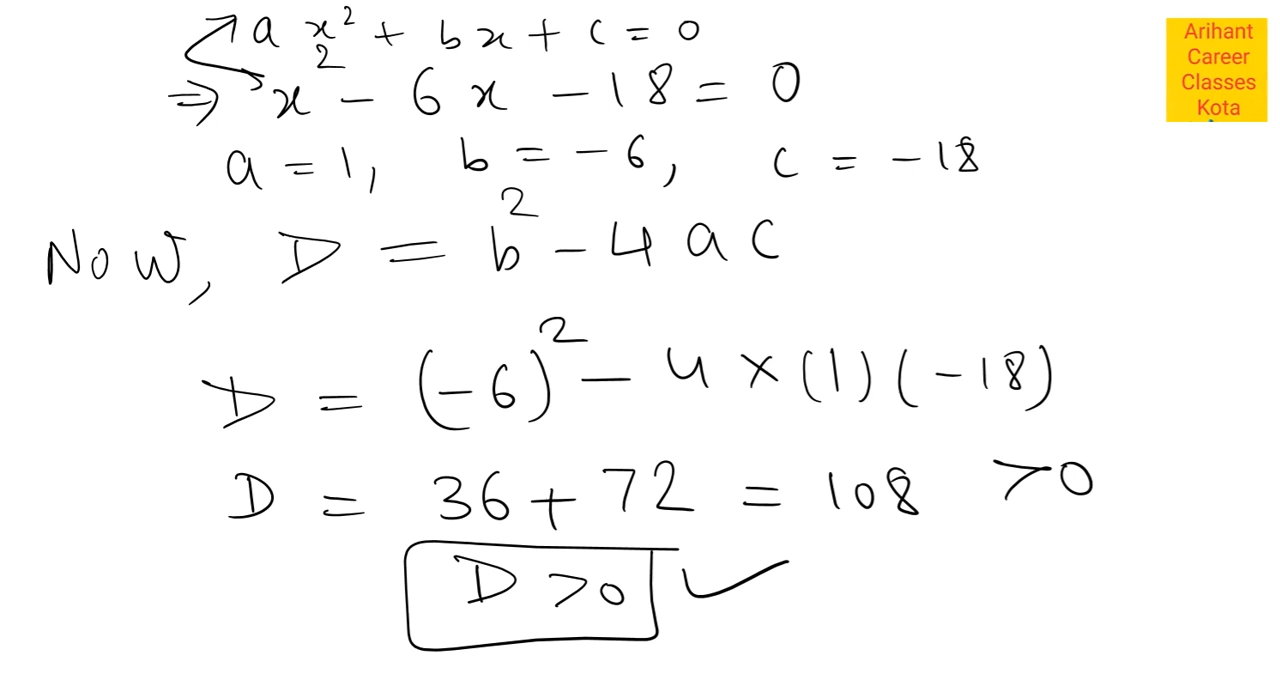 ax² + bx + c = 0
⇒ x² - 6x - 18 = 0
a = 1, b = -6, c = -18
Now, D = b² - 4ac
D = (-6)² - 4 × (1)(-18)
D = 36 + 72 = 108 >0
D >0 ✓
Arihant
Career
Classes
Kota